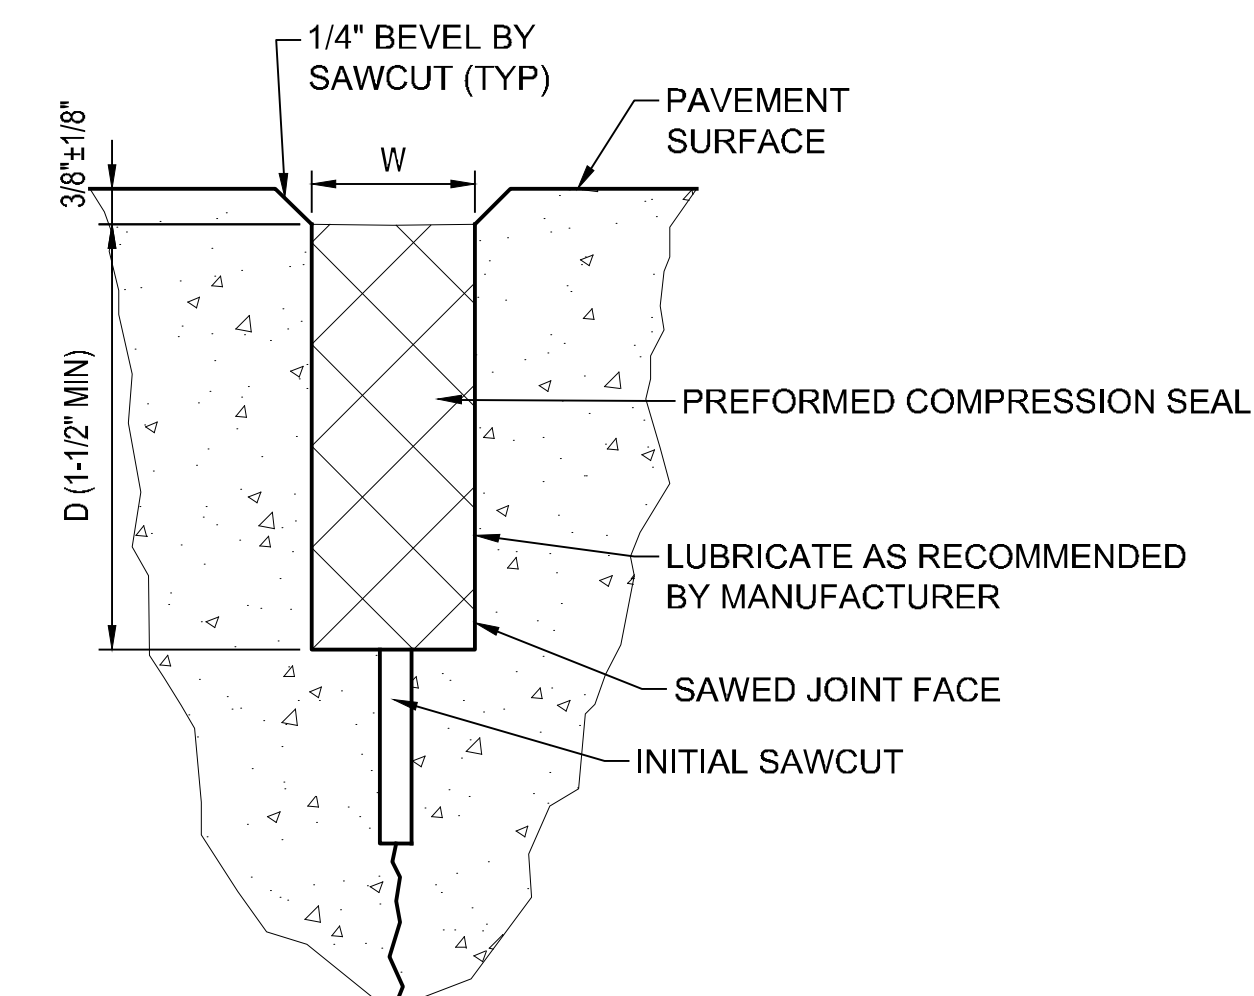 1/4" BEVEL BY
SAWCUT (TYP)
PAVEMENT
SURFACE
3/8"±1/8"
W
D (1-1/2" MIN)
PREFORMED COMPRESSION SEAL
LUBRICATE AS RECOMMENDED
BY MANUFACTURER
SAWED JOINT FACE
INITIAL SAWCUT